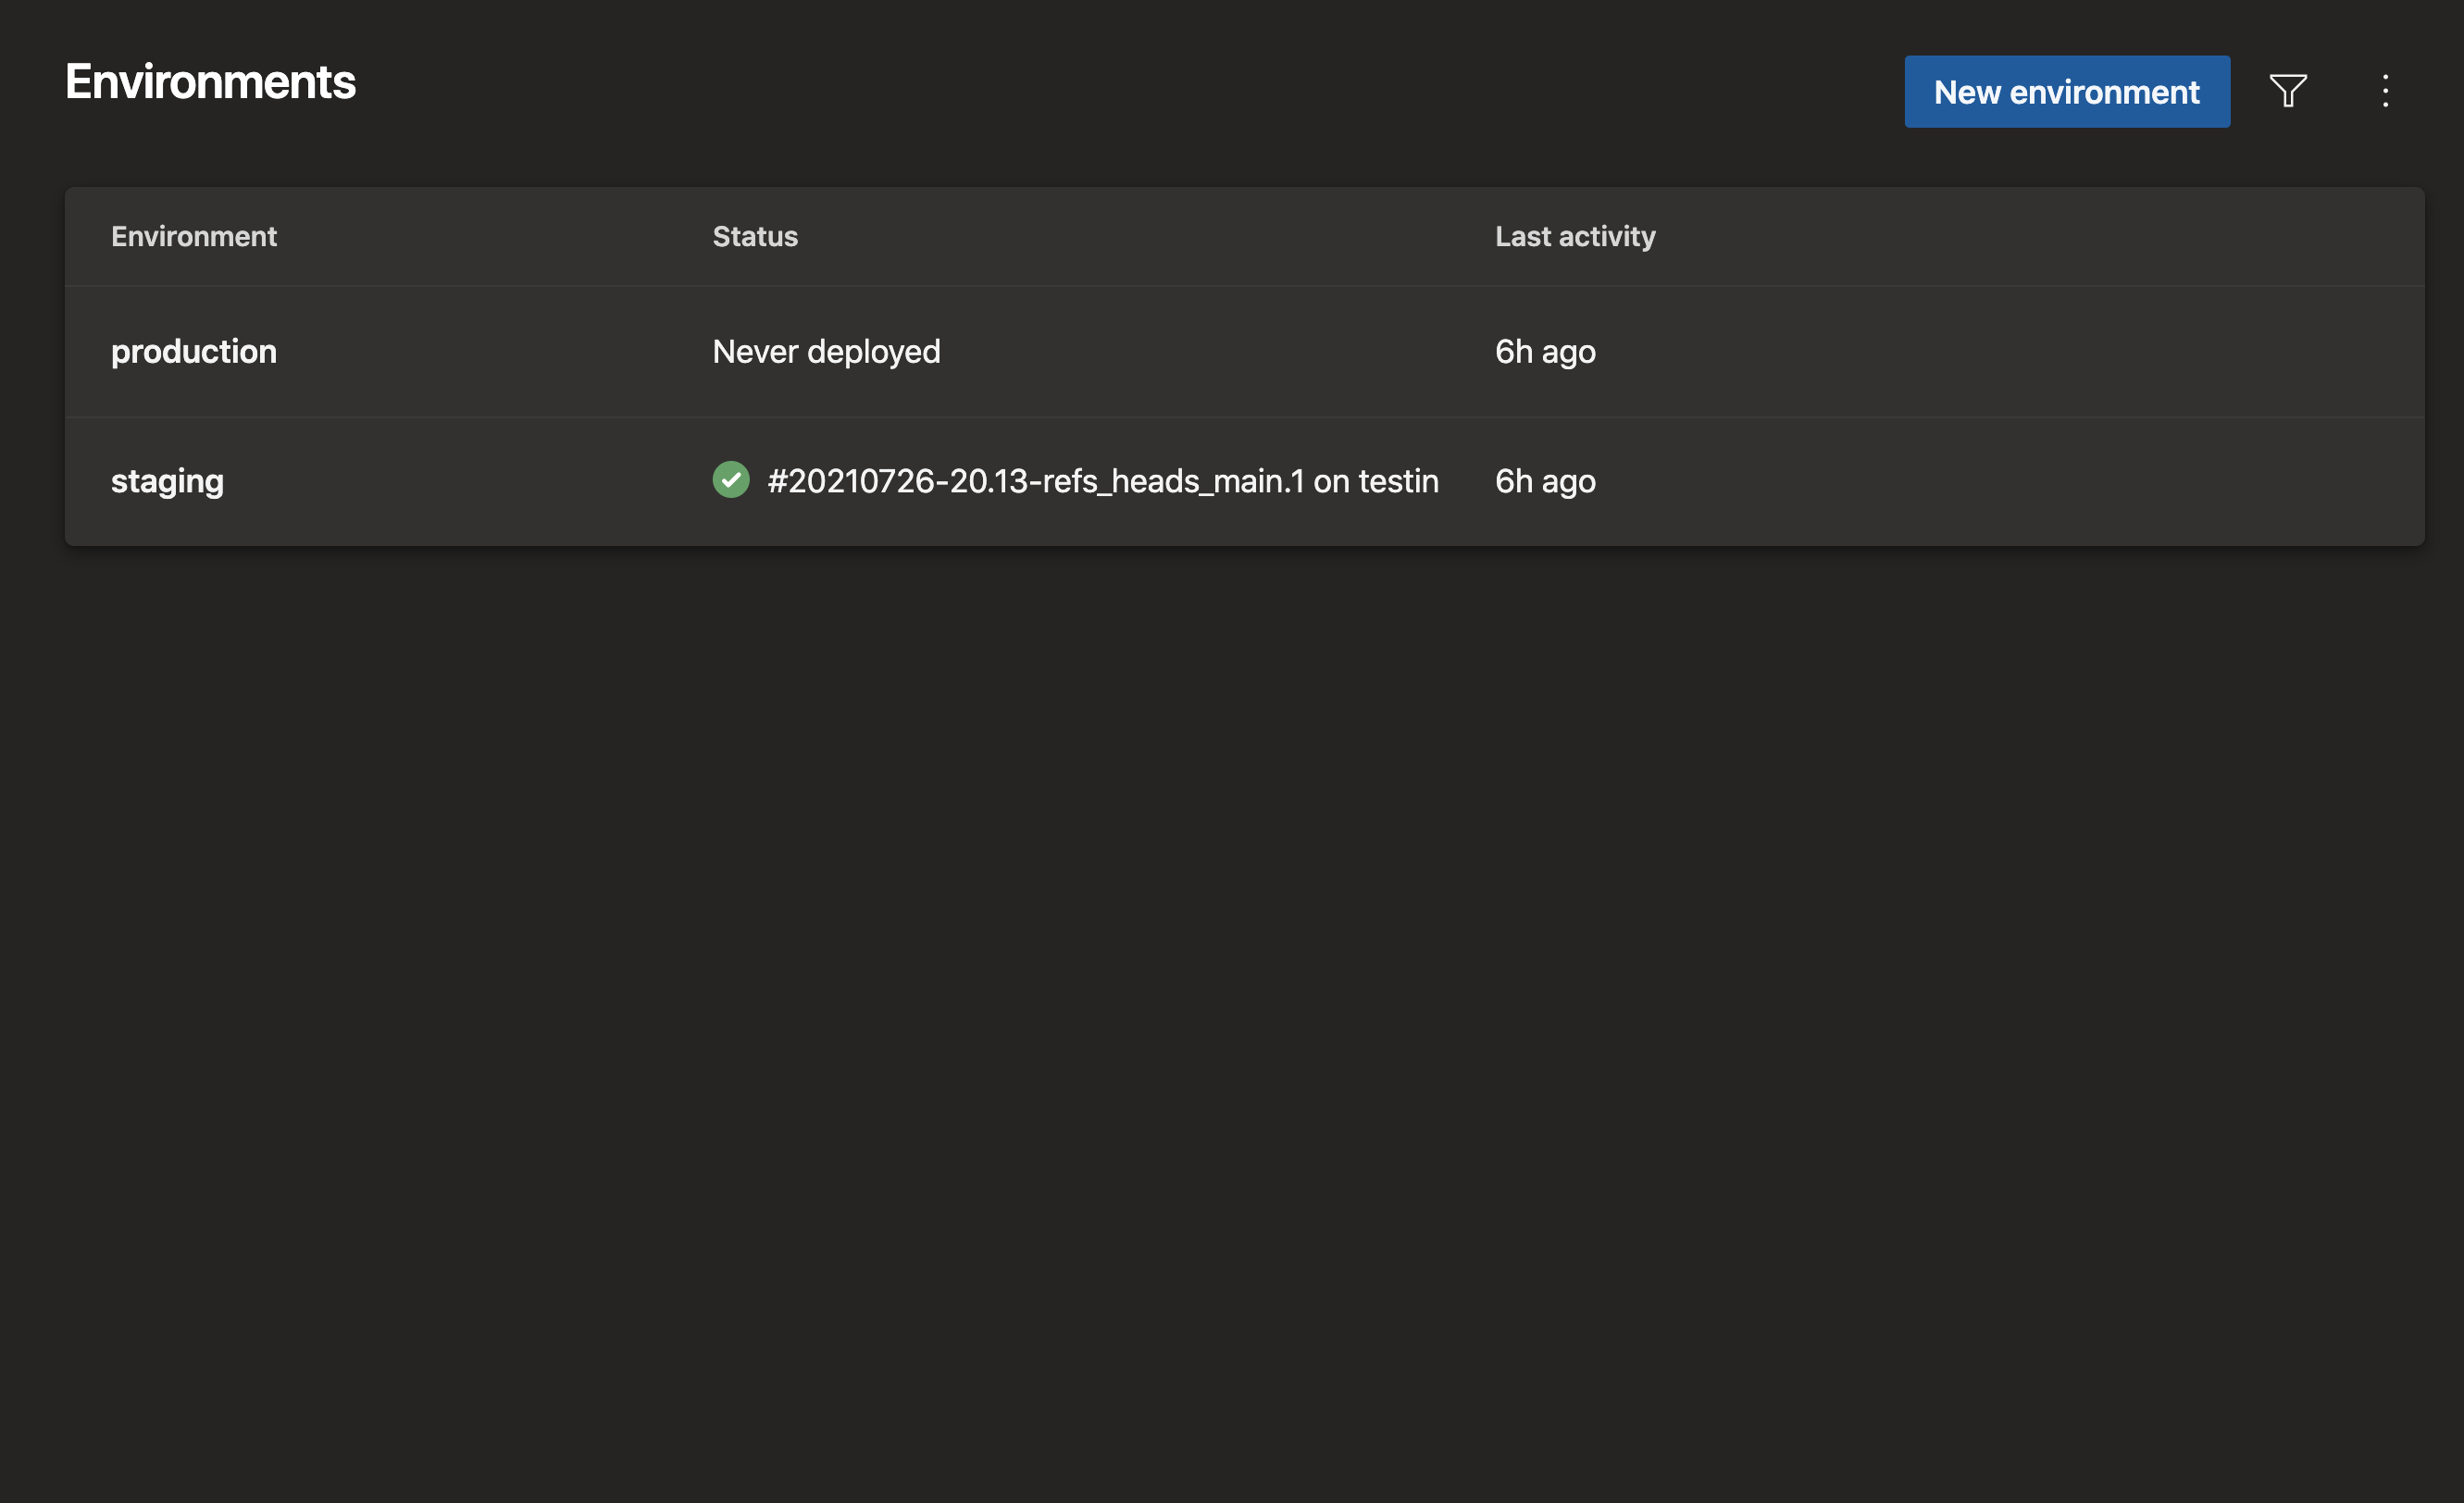 Environments
New environment
Environment Status Last activity
production Never deployed 6h ago
staging #20210726-20.13-refs_heads_main.1 on testin 6h ago